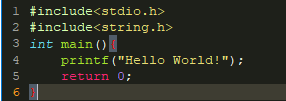 1 #include<stdio.h>
2 #include<string.h>
3 int main(){
4     printf("Hello World!");
5     return 0;
6 }